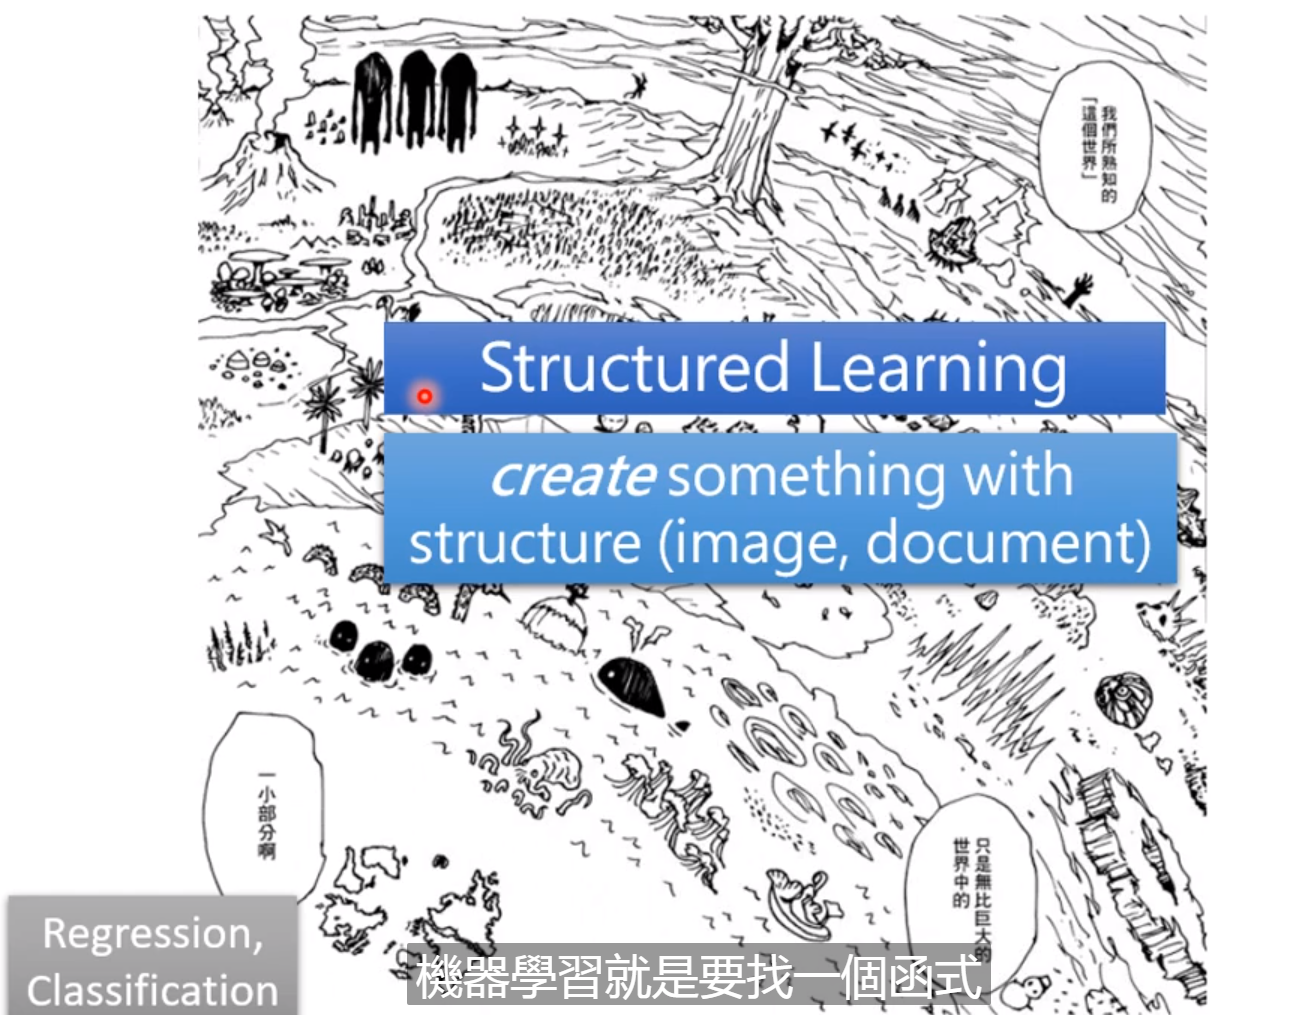 我們所熟知的
「這個世界」
Structured Learning
create something with
structure (image, document)
只是無比巨大的
世界中的
一小部分啊
Regression,
Classification
機器學習就是要找一個函式